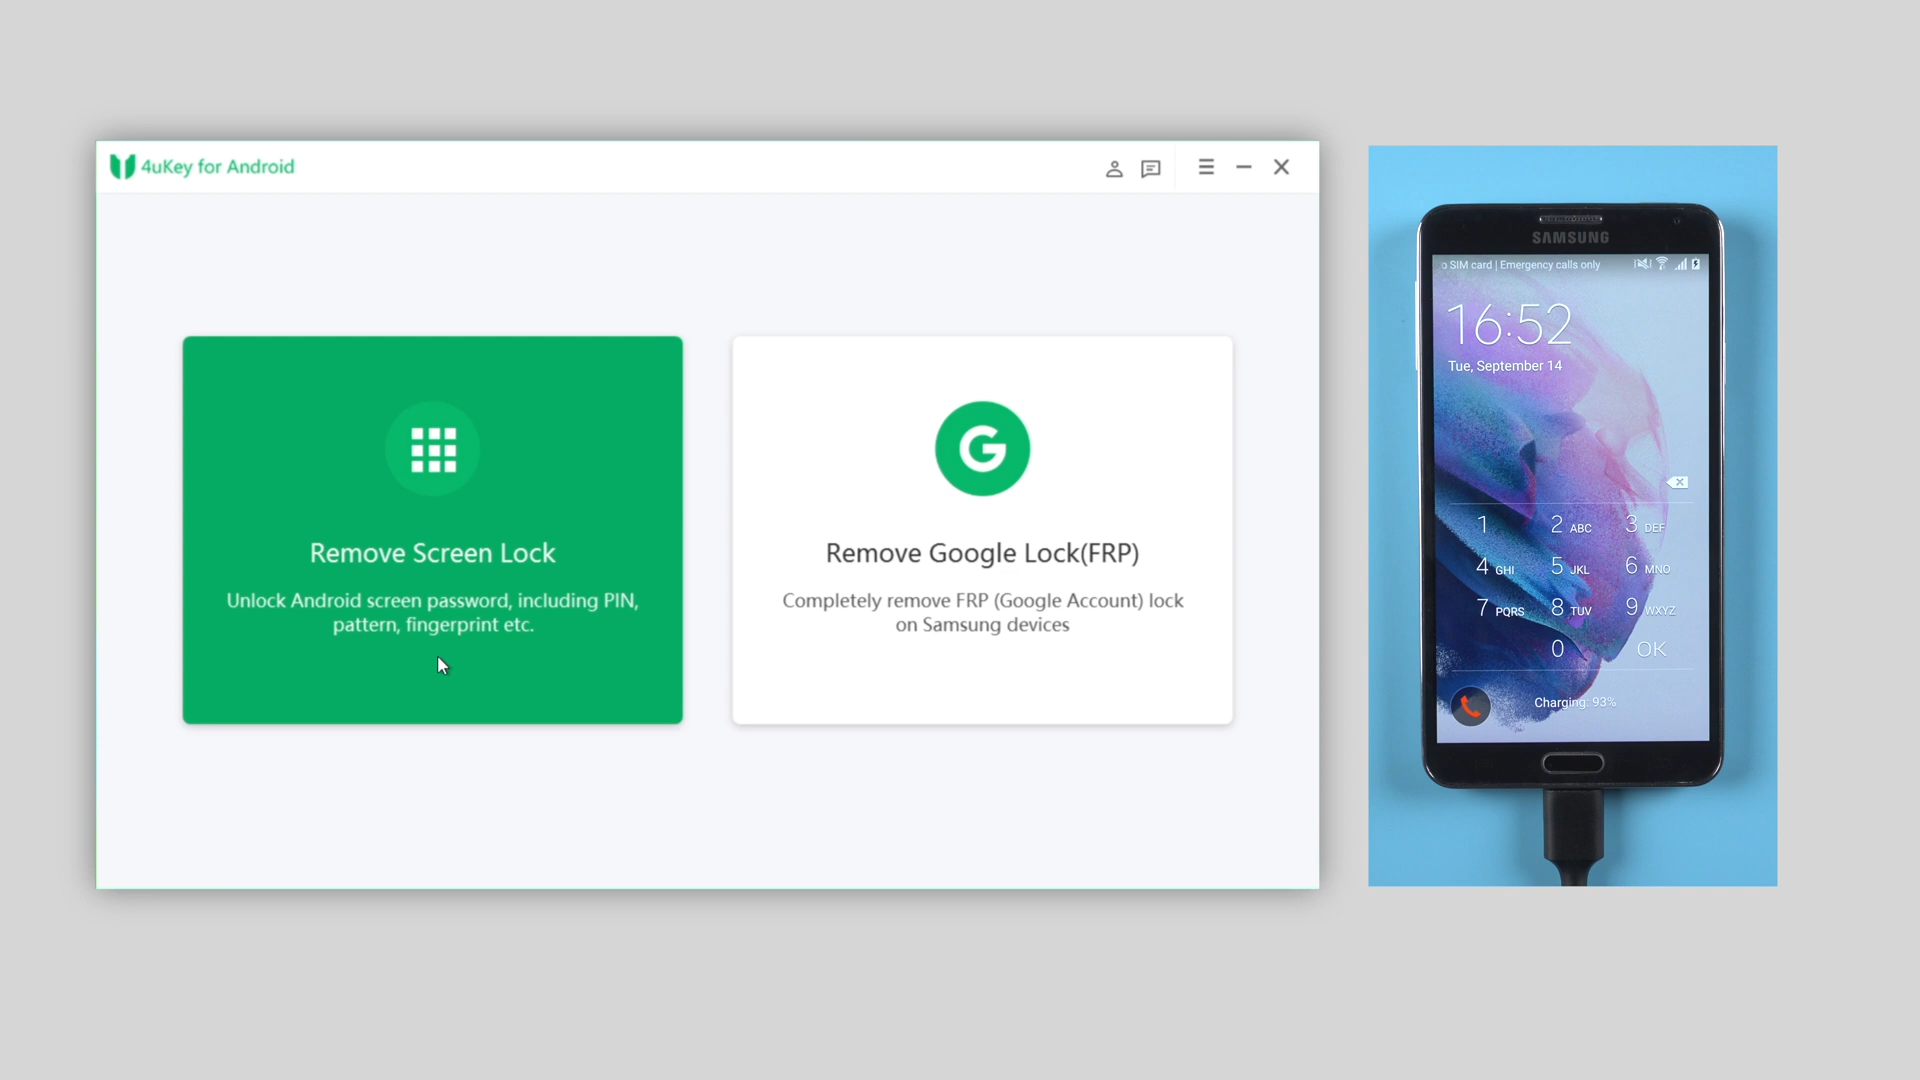 4uKey for Android
Remove Screen Lock
Unlock Android screen password, including PIN,
pattern, fingerprint etc.
G
Remove Google Lock(FRP)
Completely remove FRP (Google Account) lock
on Samsung devices
SAMSUNG
o SIM card | Emergency calls only
16:52
Tue, September 14
1 2 ABC 3 DEF
4 GHI 5 JKL 6 MNO
7 PQRS 8 TUV 9 WXYZ
0 OK
Charging: 93%